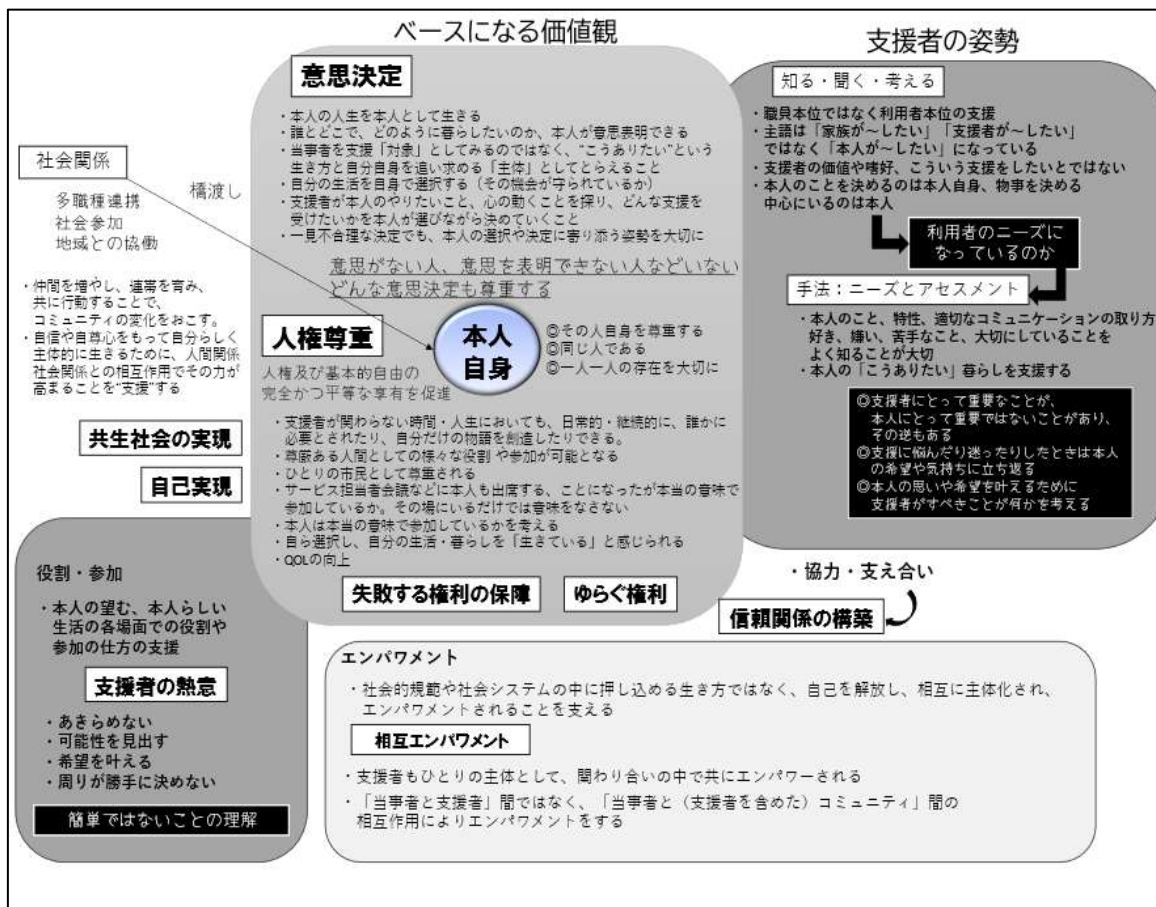 ベースになる価値観
意思決定
・本人の人生を本人として生きる
・誰とどこで、どのように暮らしたいのか、本人が意思表明できる
・当事者を支援「対象」としてみるのではなく、“こうありたい”という
生き方と自分自身を追い求める「主体」としてとらえること
・自分の生活を自身で選択する（その機会が守られているか）
・支援者が本人のやりたいこと、心の動くことを探り、どんな支援を
受けたいかを本人が選びながら決めていくこと
・一見不合理な決定でも、本人の選択や決定に寄り添う姿勢を大切に
意思がない人、意思を表明できない人などいない
どんな意思決定も尊重する
人権尊重
人権及び基本的自由の
完全かつ平等な享有を促進
本人
自身
◎その人自身を尊重する
◎同じ人である
◎一人一人の存在を大切に
・支援者が関わらない時間・人生においても、日常的・継続的に、誰かに
必要とされたり、自分だけの物語を創造したりできる。
・尊厳ある人間としての様々な役割や参加が可能となる
・ひとりの市民として尊重される
・サービス担当者会議などに本人も出席する、ことになったが本当の意味で
参加しているか。その場にいるだけでは意味をなさない
・本人は本当の意味で参加しているかを考える
・自ら選択し、自分の生活・暮らしを「生きている」と感じられる
・QOLの向上
失敗する権利の保障
ゆらぐ権利
社会関係
橋渡し
多職種連携
社会参加
地域との協働
・仲間を増やし、連帯を育み、
共に行動することで、
コミュニティの変化をおこす。
・自信や自尊心をもって自分らしく
主体的に生きるために、人間関係
社会関係との相互作用でその力が
高まることを“支援”する
共生社会の実現
自己実現
役割・参加
・本人の望む、本人らしい
生活の各場面での役割や
参加の仕方の支援
支援者の熱意
・あきらめない
・可能性を見出す
・希望を叶える
・周りが勝手に決めない
簡単ではないことの理解
支援者の姿勢
知る・聞く・考える
・職員本位ではなく利用者本位の支援
・主語は「家族が～したい」「支援者が～したい」
ではなく「本人が～したい」になっている
・支援者の価値や嗜好、こういう支援をしたいとではない
・本人のことを決めるのは本人自身、物事を決める
中心にいるのは本人
利用者のニーズに
なっているのか
手法：ニーズとアセスメント
・本人のこと、特性、適切なコミュニケーションの取り方
好き、嫌い、苦手なこと、大切にしていることを
よく知ることが大切
・本人の「こうありたい」暮らしを支援する
◎支援者にとって重要なことが、
本人にとって重要ではないことがあり、
その逆もある
◎支援に悩んだり迷ったりしたときは本人
の希望や気持ちに立ち返る
◎本人の思いや希望を叶えるために
支援者がすべきことが何かを考える
・協力・支え合い
信頼関係の構築
エンパワメント
・社会的規範や社会システムの中に押し込める生き方ではなく、自己を解放し、相互に主体化され、
エンパワメントされることを支える
相互エンパワメント
・支援者もひとりの主体として、関わり合いの中で共にエンパワーされる
・「当事者と支援者」間ではなく、「当事者と（支援者を含めた）コミュニティ」間の
相互作用によりエンパワメントをする